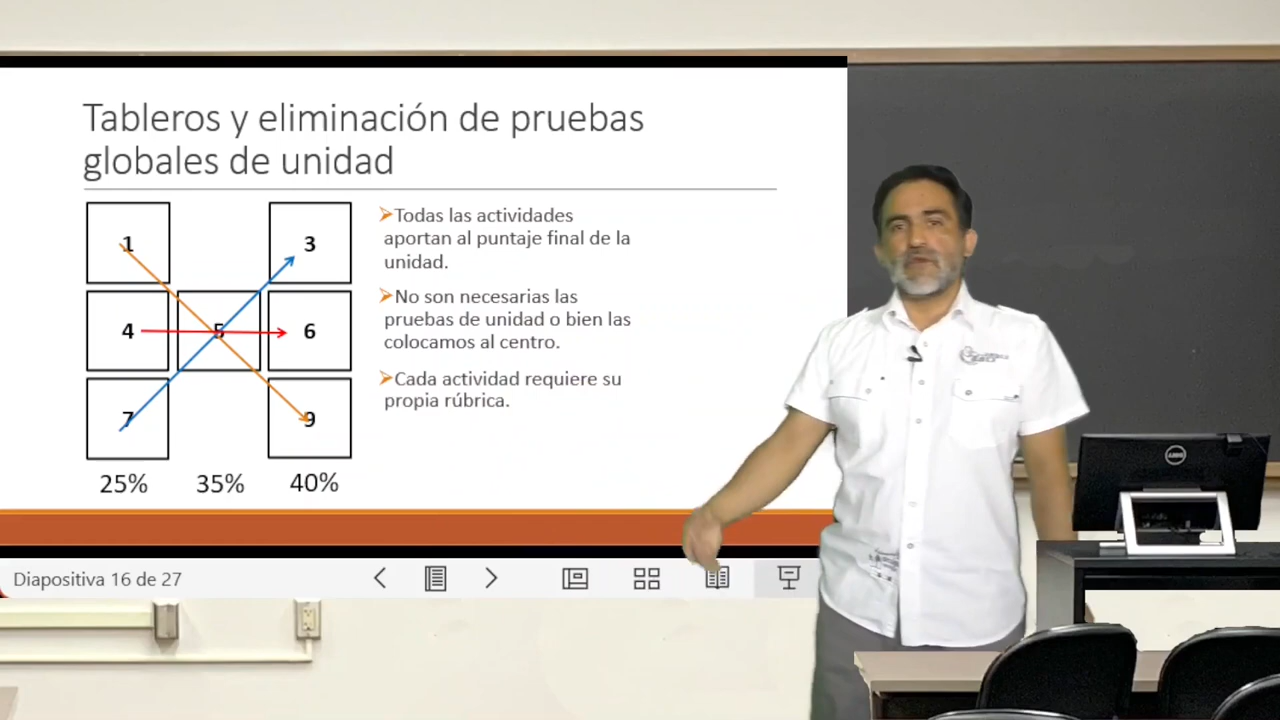 Tableros y eliminación de pruebas
globales de unidad
1
3
4
5
6
7
9
25%
35%
40%
➢Todas las actividades
aportan al puntaje final de la
unidad.
➢No son necesarias las
pruebas de unidad o bien las
colocamos al centro.
➢Cada actividad requiere su
propia rúbrica.
Diapositiva 16 de 27